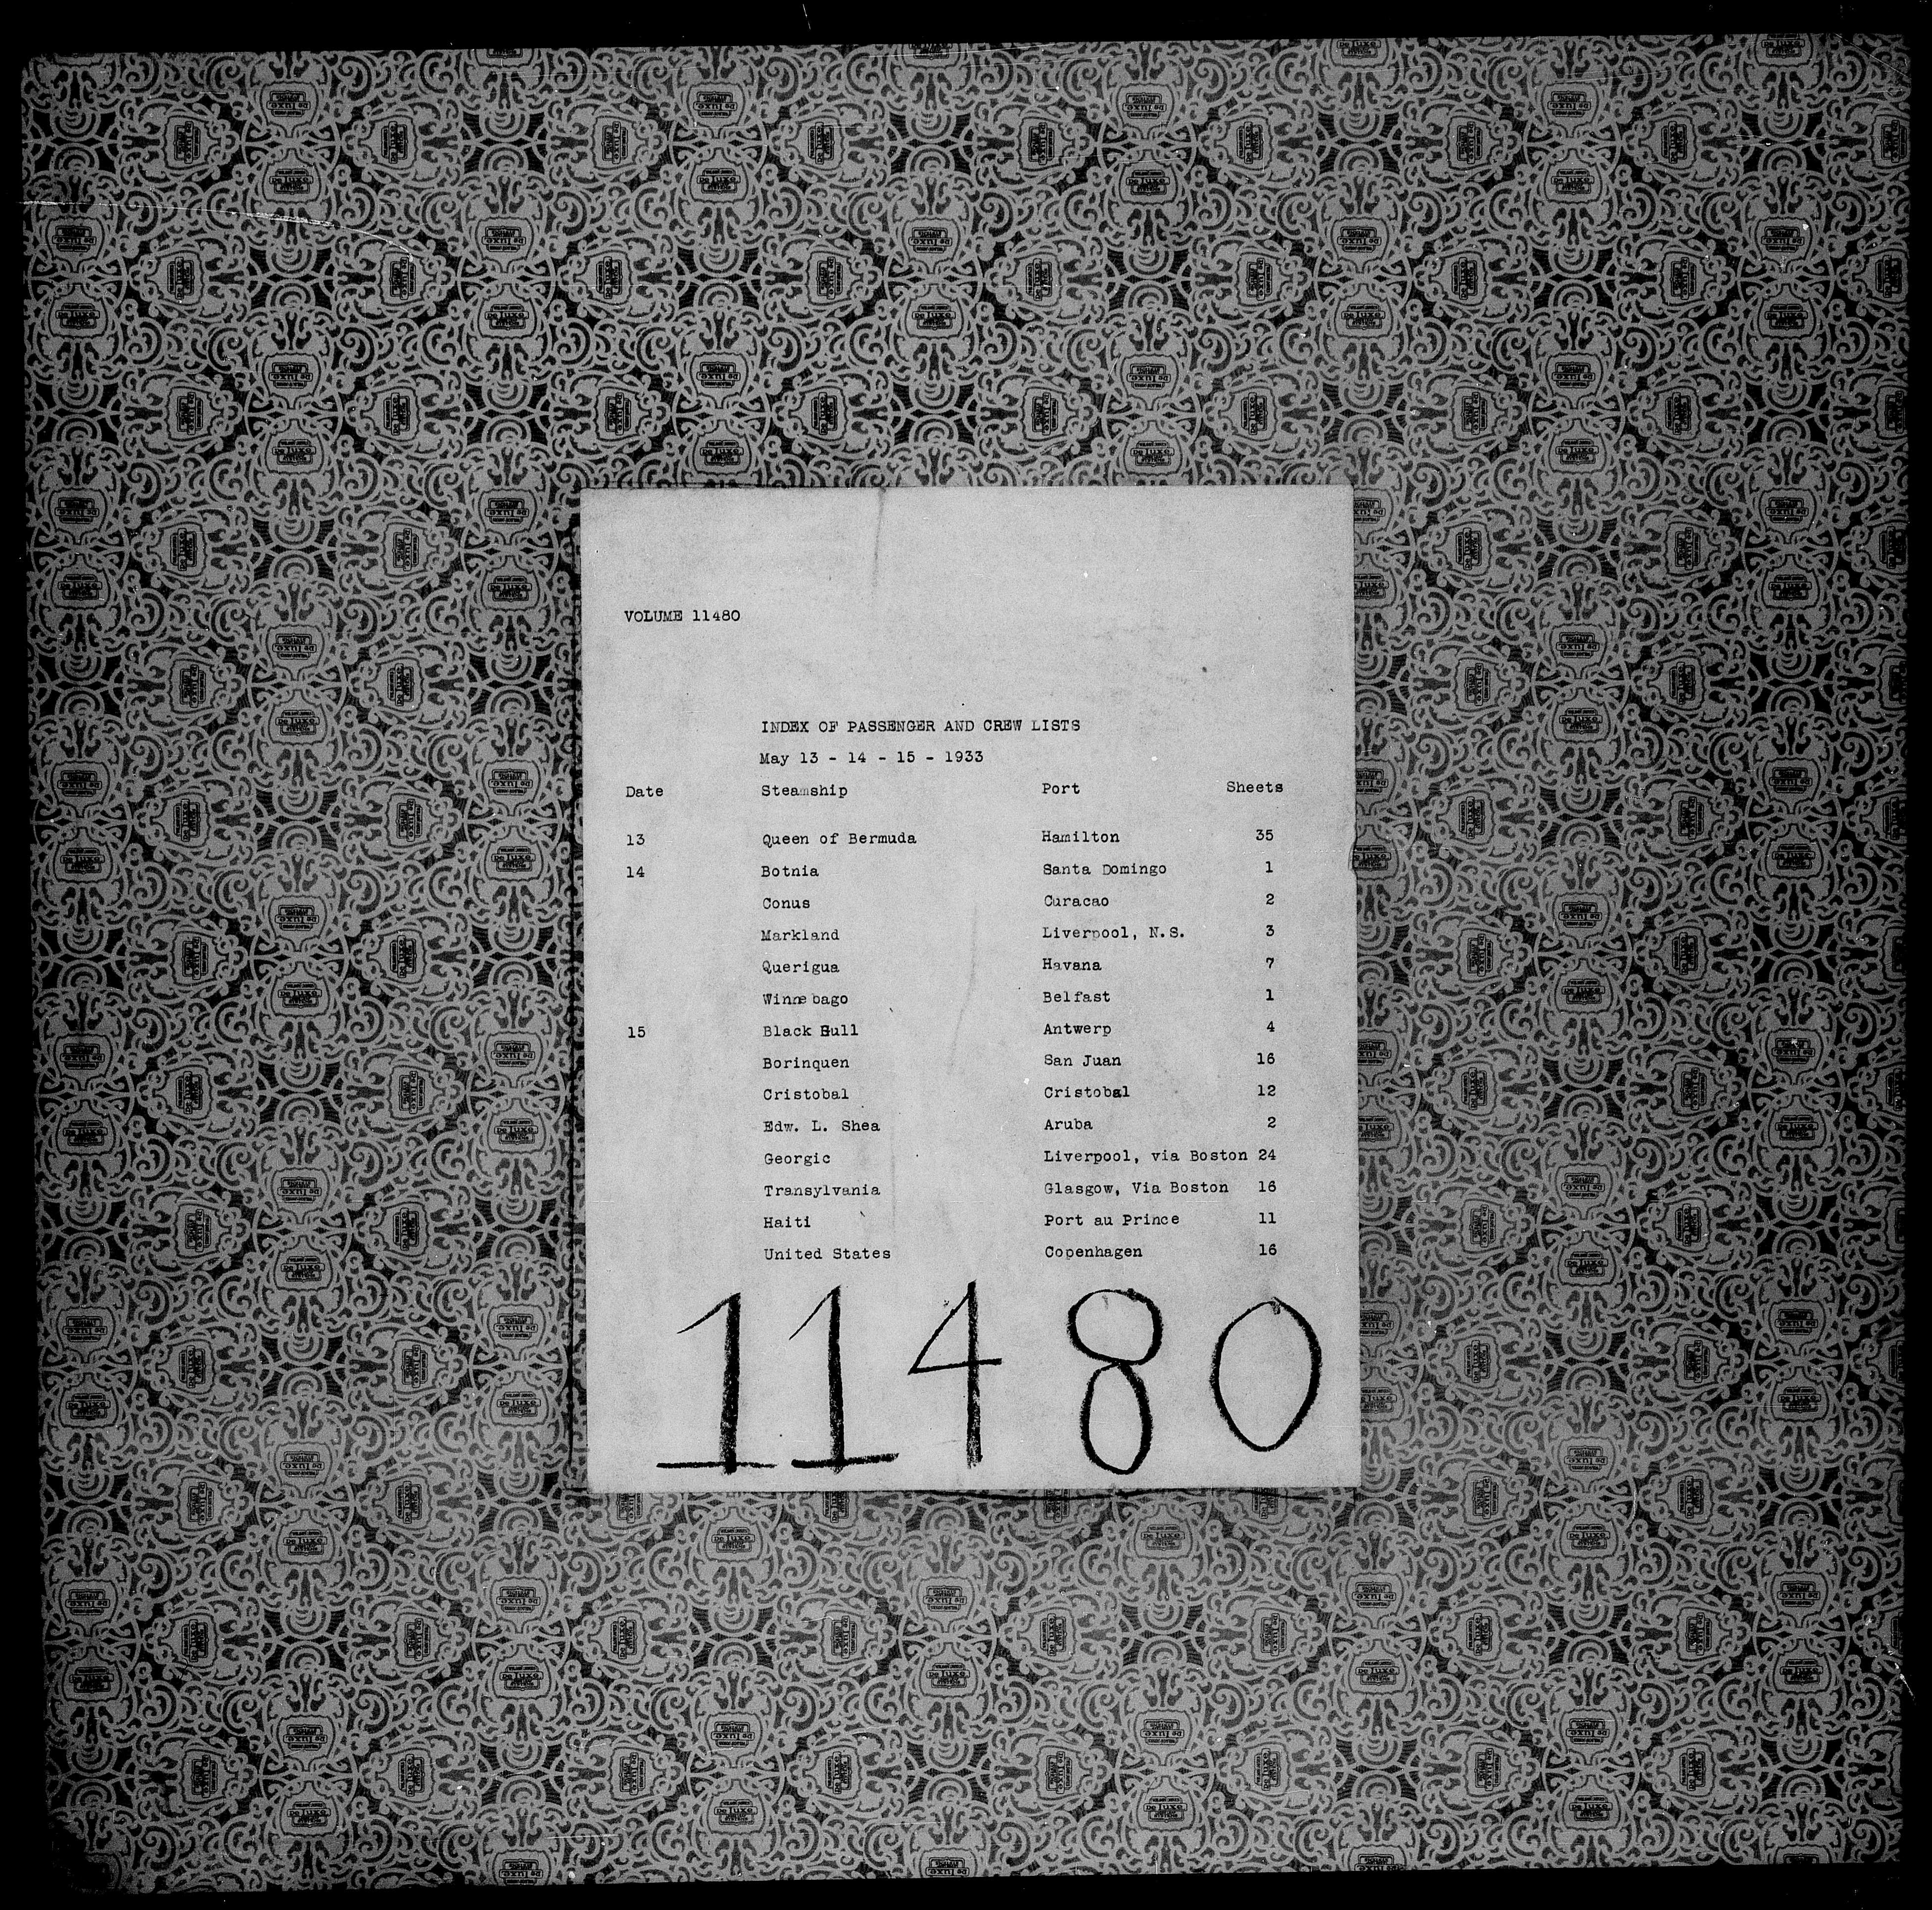 VOLUME 11480
INDEX OF PASSENGER AND CREW LISTS
May 13 - 14 - 15 - 1933
Date Steamship Port Sheets
13 Queen of Bermuda Hamilton 35
14 Botnia Santa Domingo 1
Conus Curacao 2
Markland Liverpool, N.S. 3
Querigua Havana 7
Winnebago Belfast 1
15 Black Gull Antwerp 4
Borinquen San Juan 16
Cristobal Cristobal 12
Edw. L. Shea Aruba 2
Georgic Liverpool, via Boston 24
Transylvania Glasgow, Via Boston 16
Haiti Port au Prince 11
United States Copenhagen 16
11480